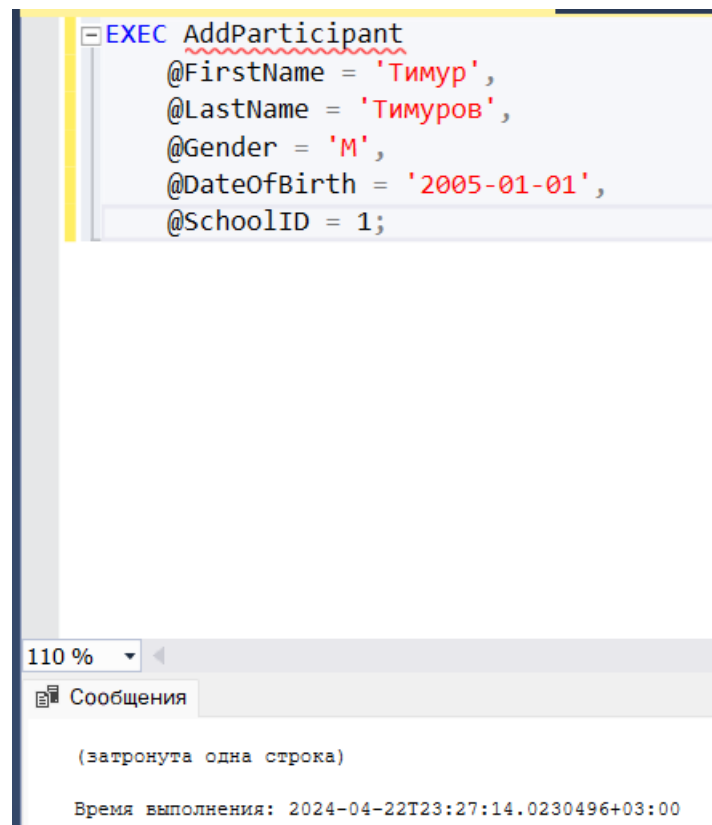 EXEC AddParticipant
@FirstName = 'Тимур',
@LastName = 'Тимуров',
@Gender = 'М',
@DateOfBirth = '2005-01-01',
@SchoolID = 1;
110 %
Сообщения
(затронута одна строка)
Время выполнения: 2024-04-22T23:27:14.0230496+03:00